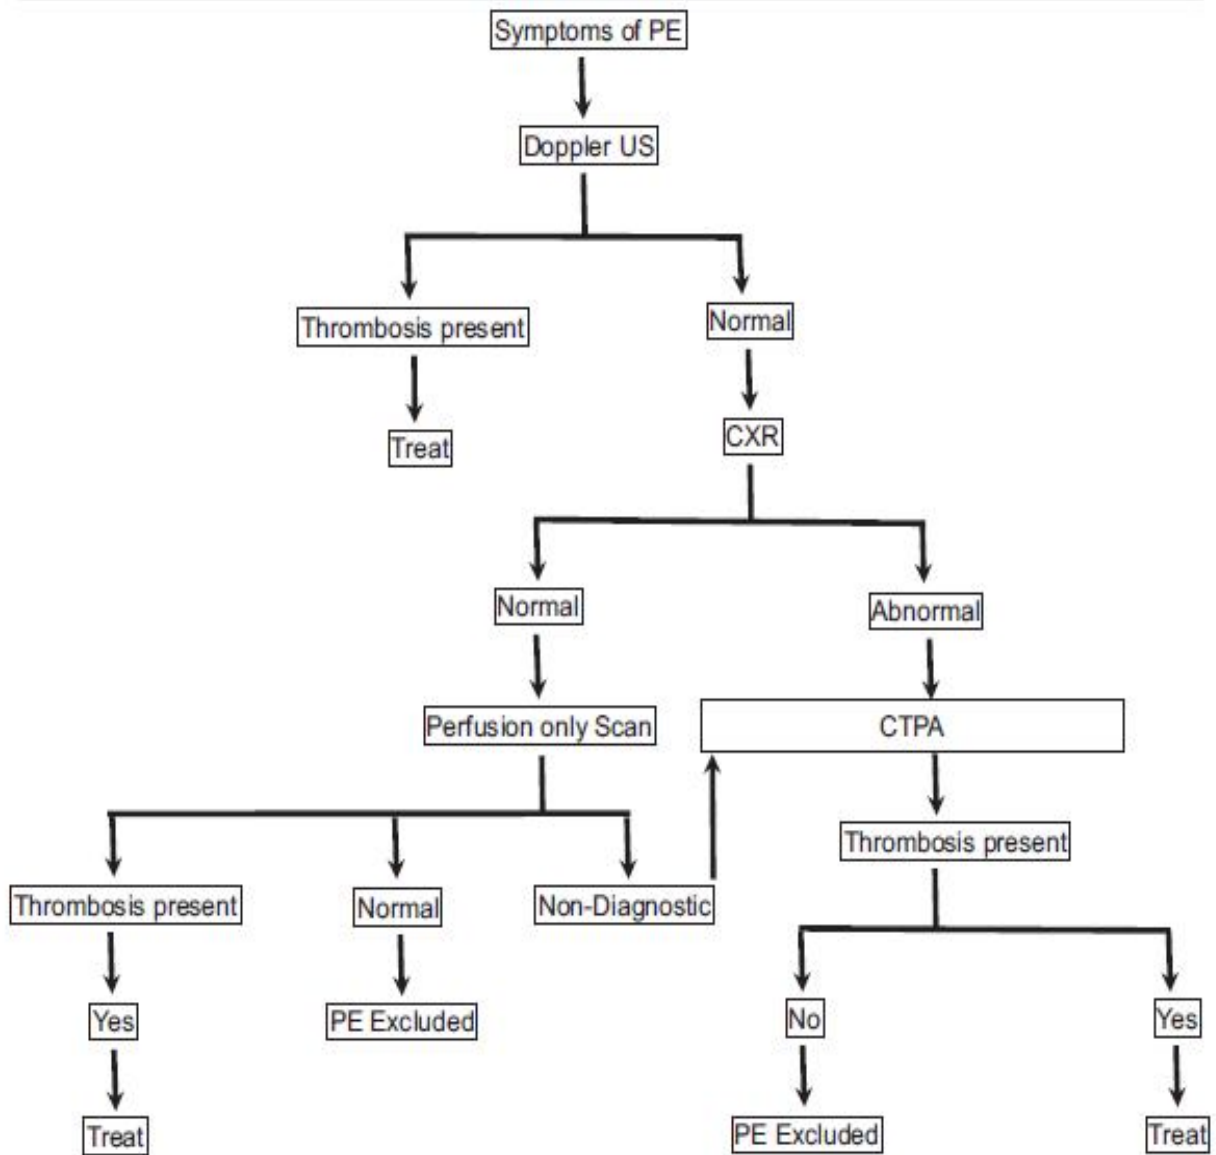 Symptoms of PE
Doppler US
Thrombosis present
Normal
Treat
CXR
Normal
Abnormal
Perfusion only Scan
CTPA
Thrombosis present
Thrombosis present
Normal
Non-Diagnostic
Yes
PE Excluded
No
Yes
Treat
PE Excluded
Treat